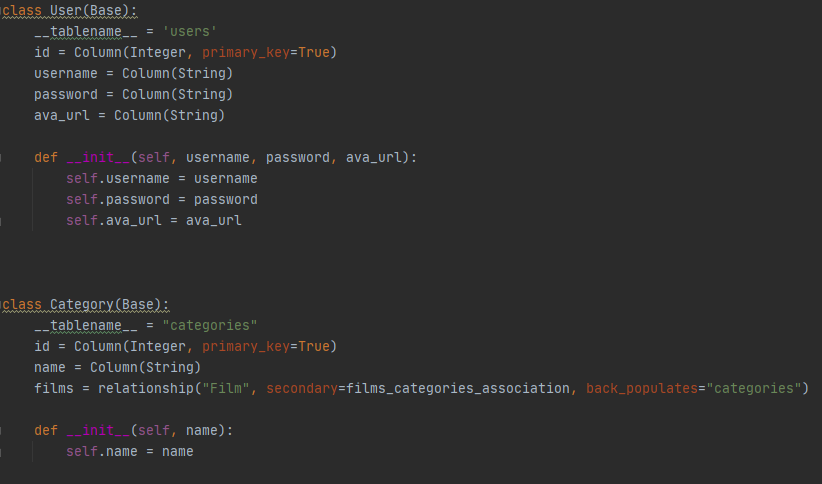 class User(Base):
    __tablename__ = 'users'
    id = Column(Integer, primary_key=True)
    username = Column(String)
    password = Column(String)
    ava_url = Column(String)
    def __init__(self, username, password, ava_url):
        self.username = username
        self.password = password
        self.ava_url = ava_url
class Category(Base):
    __tablename__ = "categories"
    id = Column(Integer, primary_key=True)
    name = Column(String)
    films = relationship("Film", secondary=films_categories_association, back_populates="categories")
    def __init__(self, name):
        self.name = name